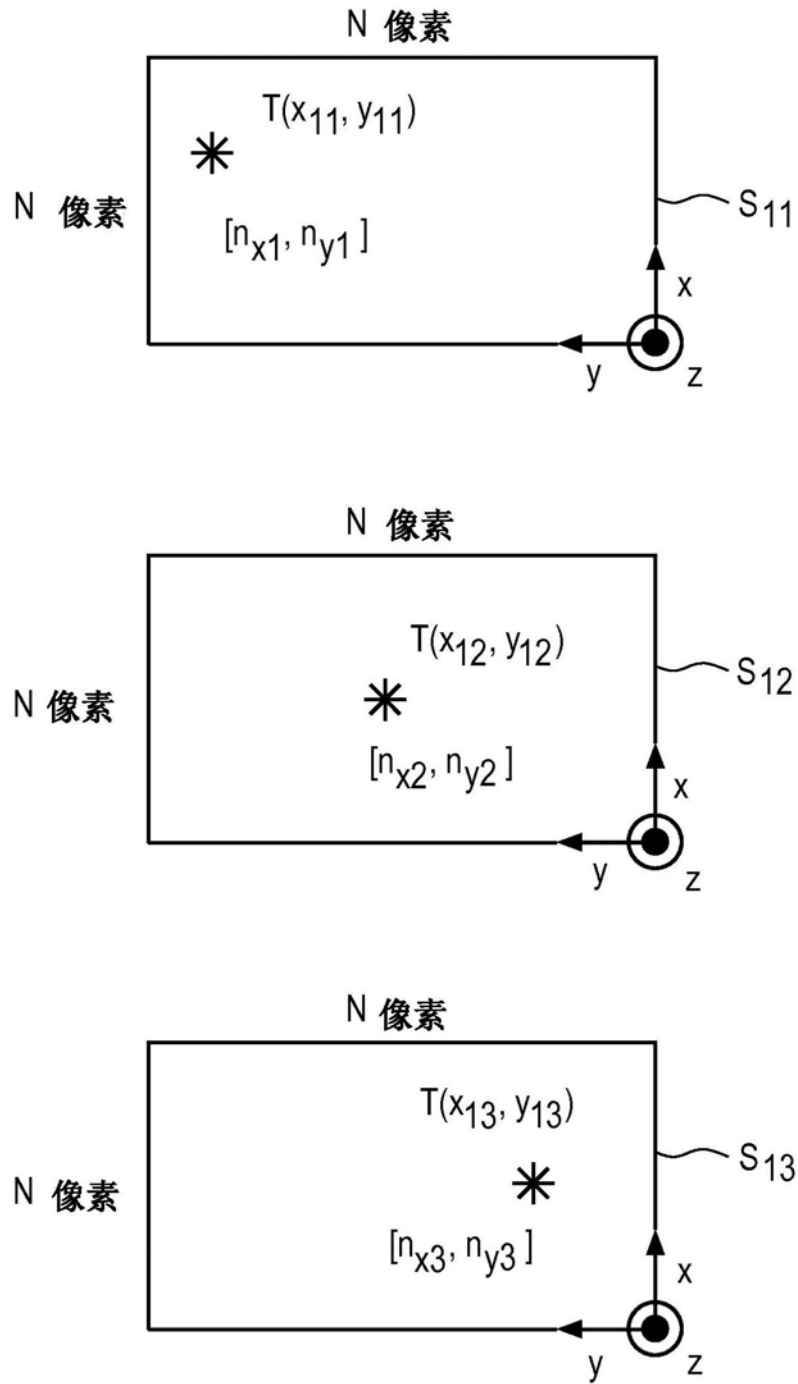 N 像素
T(x11, y11)
N 像素
S11
[nx1, ny1 ]
x
y
z
N 像素
T(x12, y12)
S12
N 像素
[nx2, ny2 ]
x
y
z
N 像素
T(x13, y13)
S13
N 像素
[nx3, ny3 ]
x
y
z